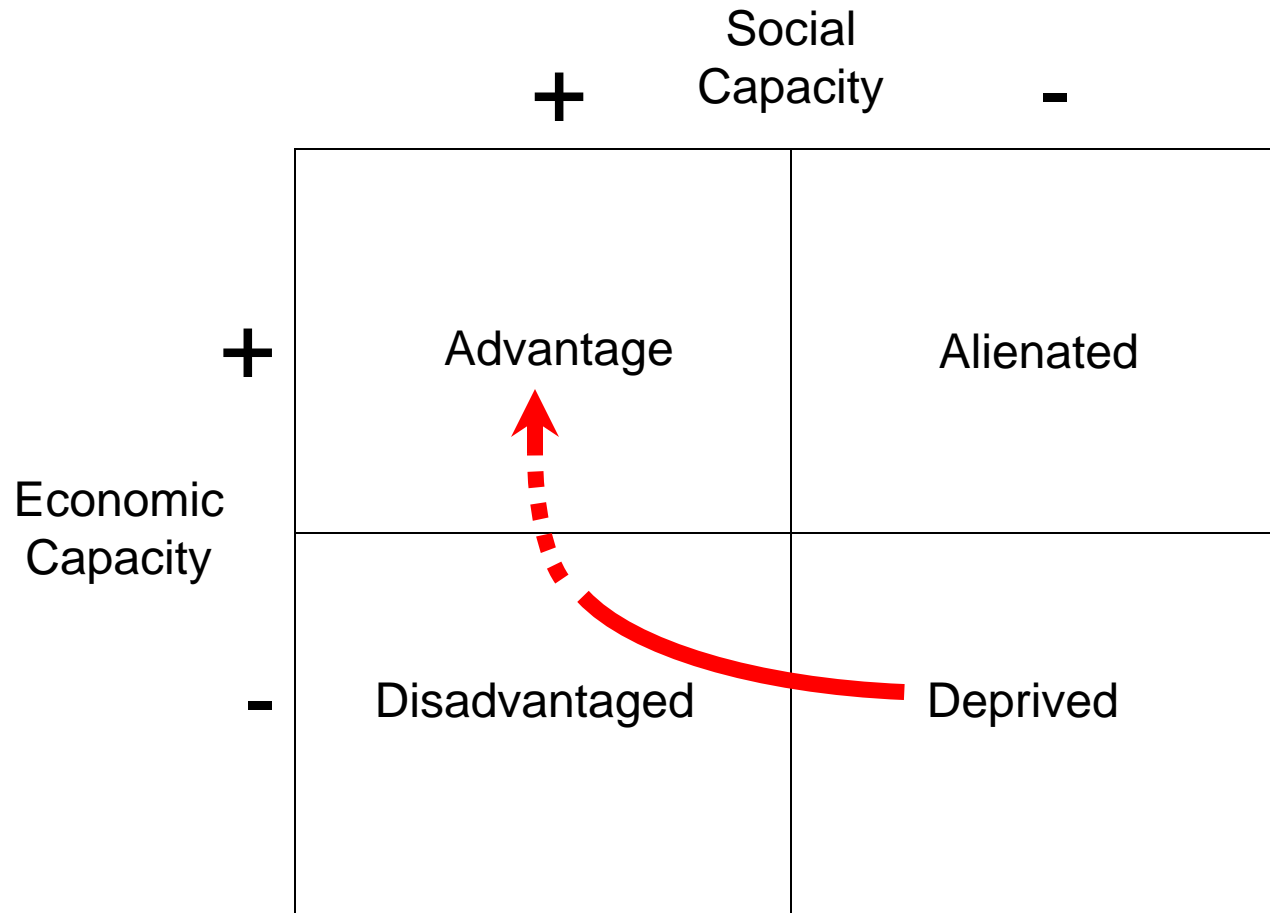 Social
Capacity
+ -
+ Advantage Alienated
Economic
Capacity
- Disadvantaged Deprived